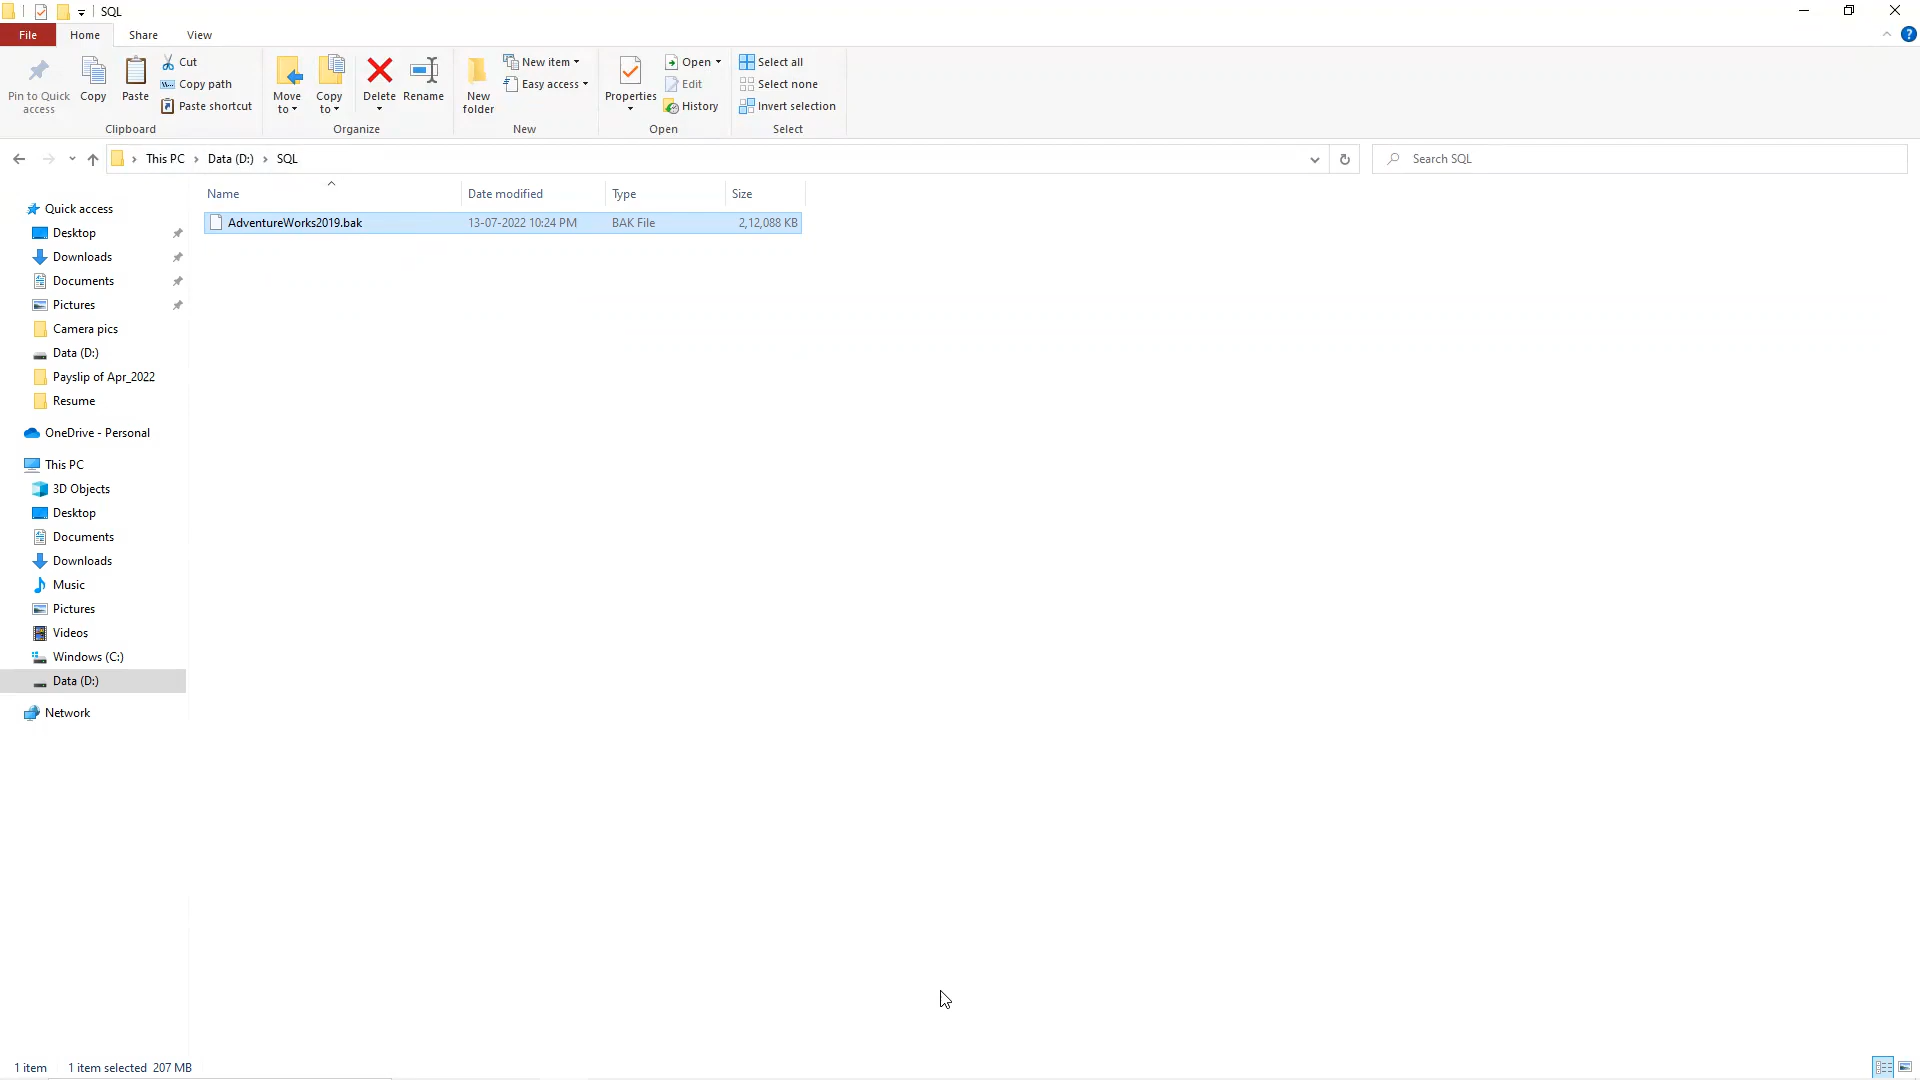 SQL
File Home Share View
Pin to Quick access
Copy
Paste
Cut
Copy path
Paste shortcut
Clipboard
Move to
Copy to
Delete
Rename
Organize
New folder
New item
Easy access
New
Properties
Open
Edit
History
Open
Select all
Select none
Invert selection
Select
This PC › Data (D:) › SQL
Search SQL
Name Date modified Type Size
AdventureWorks2019.bak 13-07-2022 10:24 PM BAK File 2,12,088 KB
Quick access
Desktop
Downloads
Documents
Pictures
Camera pics
Data (D:)
Payslip of Apr_2022
Resume
OneDrive - Personal
This PC
3D Objects
Desktop
Documents
Downloads
Music
Pictures
Videos
Windows (C:)
Data (D:)
Network
1 item 1 item selected 207 MB